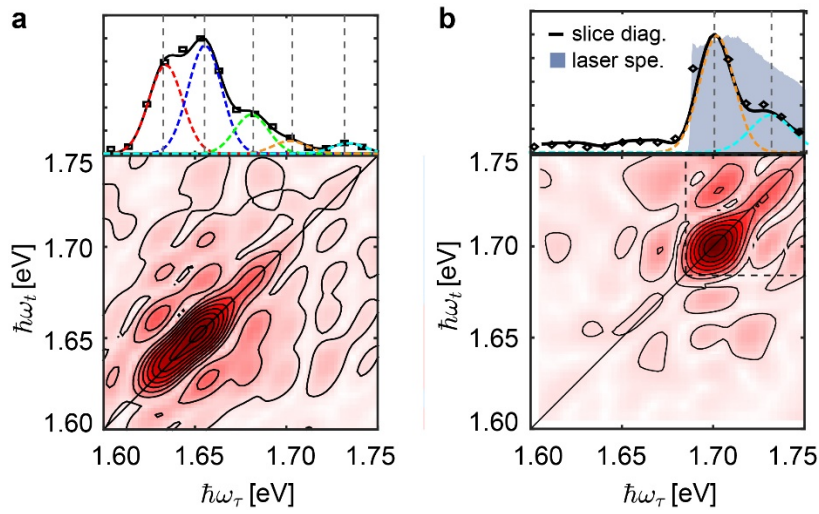 a
1.75
1.70
1.65
1.60
ħω_t [eV]
1.60 1.65 1.70 1.75
ħω_τ [eV]
b
slice diag.
laser spe.
1.75
1.70
1.65
1.60
ħω_t [eV]
1.60 1.65 1.70 1.75
ħω_τ [eV]